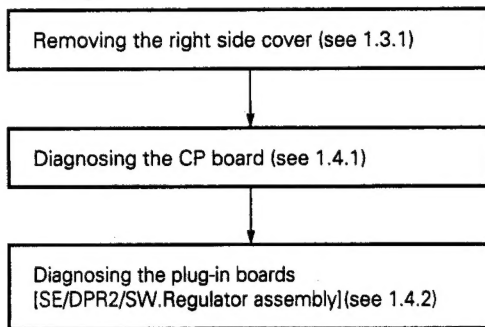 Removing the right side cover (see 1.3.1)
Diagnosing the CP board (see 1.4.1)
Diagnosing the plug-in boards
[SE/DPR2/SW.Regulator assembly](see 1.4.2)